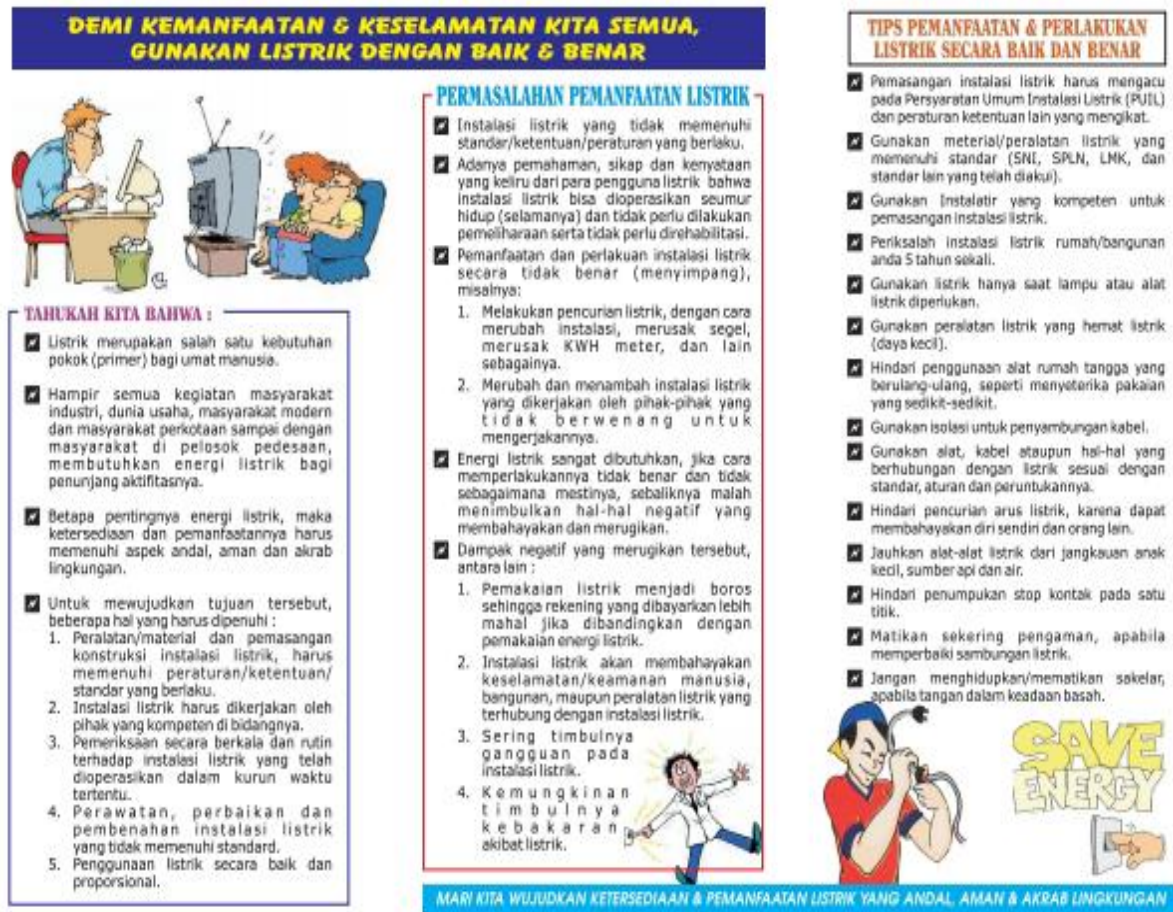 DEMI KEMANFAATAN & KESELAMATAN KITA SEMUA,
GUNAKAN LISTRIK DENGAN BAIK & BENAR
TAHUKAH KITA BAHWA :
Listrik merupakan salah satu kebutuhan
pokok (primer) bagi umat manusia.
Hampir semua kegiatan masyarakat
industri, dunia usaha, masyarakat modern
dan masyarakat perkotaan sampai dengan
masyarakat di pelosok pedesaan,
membutuhkan energi listrik bagi
penunjang aktifitasnya.
Betapa pentingnya energi listrik, maka
ketersediaan dan pemanfaatannya harus
memenuhi aspek andal, aman dan akrab
lingkungan.
Untuk mewujudkan tujuan tersebut,
beberapa hal yang harus dipenuhi :
1. Peralatan/material dan pemasangan
konstruksi instalasi listrik, harus
memenuhi peraturan/ketentuan/
standar yang berlaku.
2. Instalasi listrik harus dikerjakan oleh
pihak yang kompeten di bidangnya.
3. Pemeriksaan secara berkala dan rutin
terhadap instalasi listrik yang telah
dioperasikan dalam kurun waktu
tertentu.
4. Perawatan, perbaikan dan
pembenahan instalasi listrik
yang tidak memenuhi standard.
5. Penggunaan listrik secara baik dan
proporsional.
PERMASALAHAN PEMANFAATAN LISTRIK
Instalasi listrik yang tidak memenuhi
standar/ketentuan/peraturan yang berlaku.
Adanya pemahaman, sikap dan kenyataan
yang keliru dari para pengguna listrik bahwa
instalasi listrik bisa dioperasikan seumur
hidup (selamanya) dan tidak perlu dilakukan
pemeliharaan serta tidak perlu direhabilitasi.
Pemanfaatan dan perlakuan instalasi listrik
secara tidak benar (menyimpang),
misalnya:
1. Melakukan pencurian listrik, dengan cara
merubah instalasi, merusak segel,
merusak KWH meter, dan lain
sebagainya.
2. Merubah dan menambah instalasi listrik
yang dikerjakan oleh pihak-pihak yang
tidak berwenang untuk
mengerjakannya.
Energi listrik sangat dibutuhkan, jika cara
memperlakukannya tidak benar dan tidak
sebagaimana mestinya, sebaliknya malah
menimbulkan hal-hal negatif yang
membahayakan dan merugikan.
Dampak negatif yang merugikan tersebut,
antara lain :
1. Pemakaian listrik menjadi boros
sehingga rekening yang dibayarkan lebih
mahal jika dibandingkan dengan
pemakaian energi listrik.
2. Instalasi listrik akan membahayakan
keselamatan/keamanan manusia,
bangunan, maupun peralatan listrik yang
terhubung dengan instalasi listrik.
3. Sering timbulnya
gangguan pada
instalasi listrik.
4. Kemungkinan
timbulnya
kebakaran
akibat listrik.
TIPS PEMANFAATAN & PERLAKUKAN
LISTRIK SECARA BAIK DAN BENAR
Pemasangan instalasi listrik harus mengacu
pada Persyaratan Umum Instalasi Listrik (PUIL)
dan peraturan ketentuan lain yang mengikat.
Gunakan meterial/peralatan listrik yang
memenuhi standar (SNI, SPLN, LMK, dan
standar lain yang telah diakui).
Gunakan Instalatir yang kompeten untuk
pemasangan instalasi listrik.
Periksalah instalasi listrik rumah/bangunan
anda 5 tahun sekali.
Gunakan listrik hanya saat lampu atau alat
listrik diperlukan.
Gunakan peralatan listrik yang hemat listrik
(daya kecil).
Hindari penggunaan alat rumah tangga yang
berulang-ulang, seperti menyeterika pakaian
yang sedikit-sedikit.
Gunakan isolasi untuk penyambungan kabel.
Gunakan alat, kabel ataupun hal-hal yang
berhubungan dengan listrik sesuai dengan
standar, aturan dan peruntukannya.
Hindari pencurian arus listrik, karena dapat
membahayakan diri sendiri dan orang lain.
Jauhkan alat-alat listrik dari jangkauan anak
kecil, sumber api dan air.
Hindari penumpukan stop kontak pada satu
titik.
Matikan sekering pengaman, apabila
memperbaiki sambungan listrik.
Jangan menghidupkan/mematikan sakelar,
apabila tangan dalam keadaan basah.
SAVE
ENERGY
MARI KITA WUJUDKAN KETERSEDIAAN & PEMANFAATAN LISTRIK YANG ANDAL, AMAN & AKRAB LINGKUNGAN